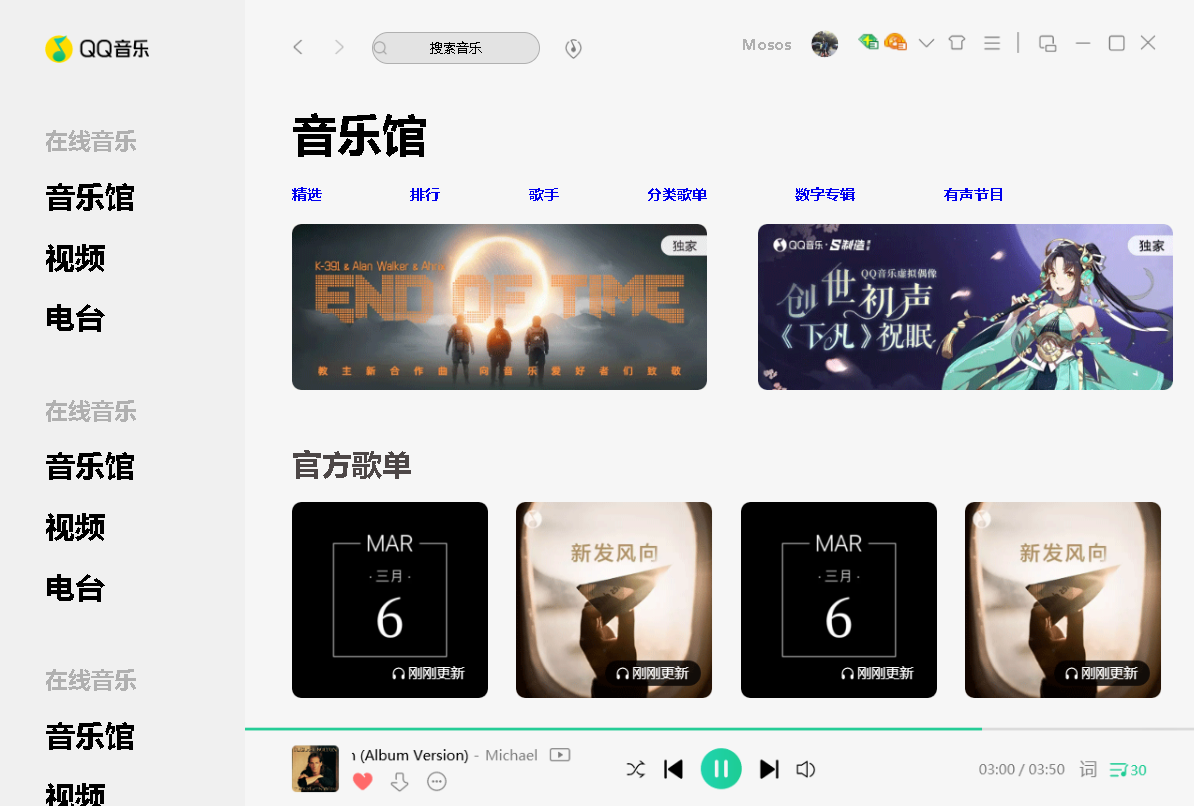 QQ音乐
搜索音乐
Mosos
在线音乐
音乐馆
视频
电台
在线音乐
音乐馆
视频
电台
在线音乐
音乐馆
视频
音乐馆
精选
排行
歌手
分类歌单
数字专辑
有声节目
独家
K-391 & Alan Walker & Ahrix
END OF TIME
教主新合作曲 向音乐爱好者们致敬
QQ音乐·S制造
独家
QQ音乐虚拟偶像
创世初声
《下凡》祝眠
官方歌单
MAR
·三月·
6
刚刚更新
新发风向
刚刚更新
MAR
·三月·
6
刚刚更新
新发风向
刚刚更新
(Album Version) - Michael
03:00 / 03:50
词
30